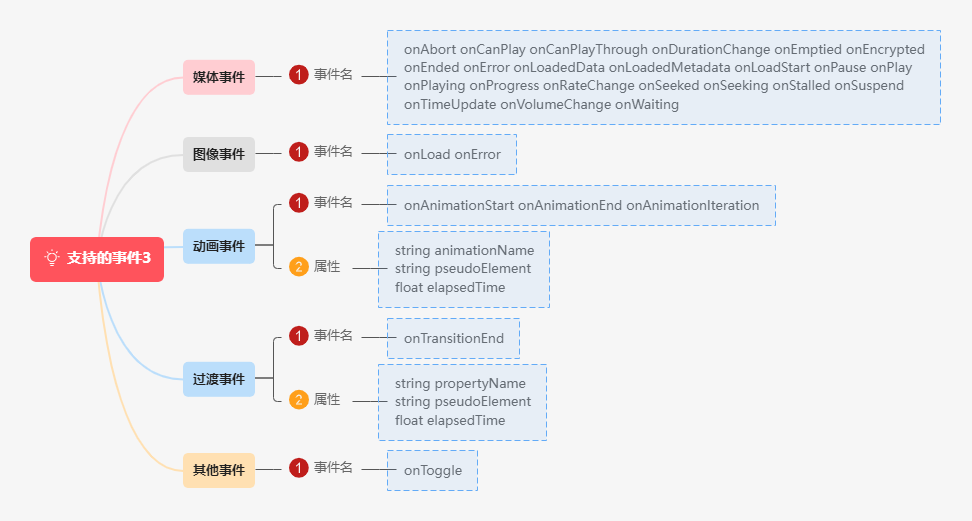 支持的事件3
媒体事件
1 事件名
onAbort onCanPlay onCanPlayThrough onDurationChange onEmptied onEncrypted
onEnded onError onLoadedData onLoadedMetadata onLoadStart onPause onPlay
onPlaying onProgress onRateChange onSeeked onSeeking onStalled onSuspend
onTimeUpdate onVolumeChange onWaiting
图像事件
1 事件名
onLoad onError
动画事件
1 事件名
onAnimationStart onAnimationEnd onAnimationIteration
2 属性
string animationName
string pseudoElement
float elapsedTime
过渡事件
1 事件名
onTransitionEnd
2 属性
string propertyName
string pseudoElement
float elapsedTime
其他事件
1 事件名
onToggle